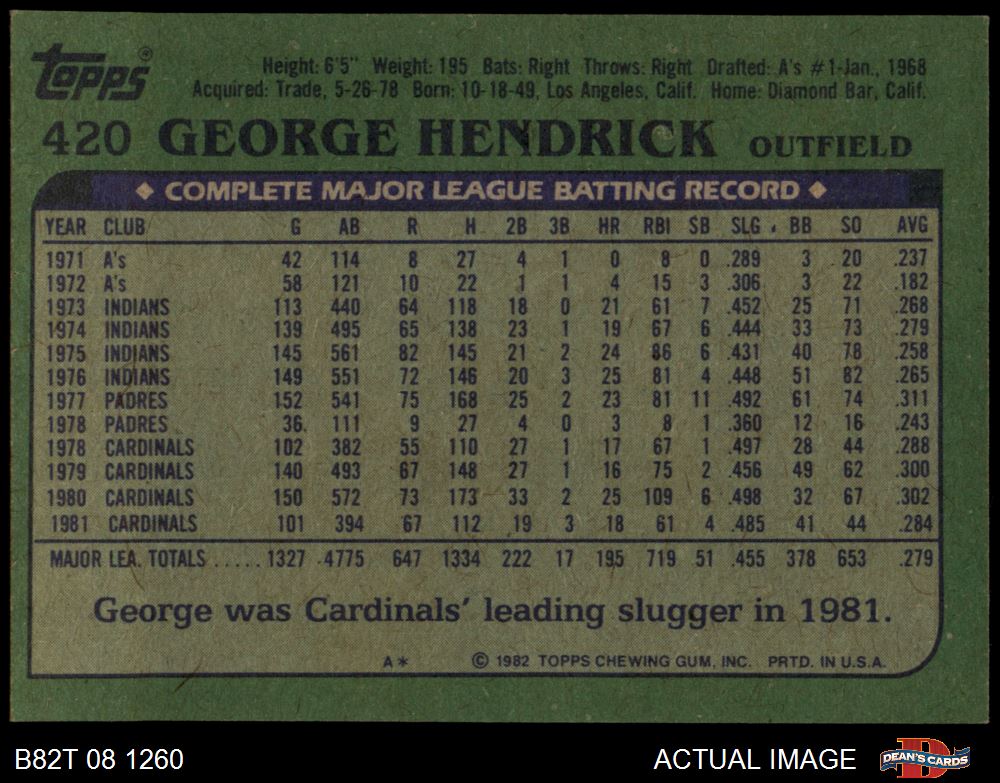 Topps®
Height: 6'5" Weight: 195 Bats: Right Throws: Right Drafted: A's #1-Jan., 1968
Acquired: Trade, 5-26-78 Born: 10-18-49, Los Angeles, Calif. Home: Diamond Bar, Calif.
420 GEORGE HENDRICK OUTFIELD
◆ COMPLETE MAJOR LEAGUE BATTING RECORD ◆
YEAR CLUB G AB R H 2B 3B HR RBI SB SLG. BB SO AVG
1971 A's 42 114 8 27 4 1 0 8 0 .289 3 20 .237
1972 A's 58 121 10 22 1 1 4 15 3 .306 3 22 .182
1973 INDIANS 113 440 64 118 18 0 21 61 7 .452 25 71 .268
1974 INDIANS 139 495 65 138 23 1 19 67 6 .444 33 73 .279
1975 INDIANS 145 561 82 145 21 2 24 86 6 .431 40 78 .258
1976 INDIANS 149 551 72 146 20 3 25 81 4 .448 51 82 .265
1977 PADRES 152 541 75 168 25 2 23 81 11 .492 61 74 .311
1978 PADRES 36 111 9 27 4 0 3 8 1 .360 12 16 .243
1978 CARDINALS 102 382 55 110 27 1 17 67 1 .497 28 44 .288
1979 CARDINALS 140 493 67 148 27 1 16 75 2 .456 49 62 .300
1980 CARDINALS 150 572 73 173 33 2 25 109 6 .498 32 67 .302
1981 CARDINALS 101 394 67 112 19 3 18 61 4 .485 41 44 .284
MAJOR LEA. TOTALS ..... 1327 4775 647 1334 222 17 195 719 51 .455 378 653 .279
George was Cardinals' leading slugger in 1981.
A* © 1982 TOPPS CHEWING GUM, INC. PRTD. IN U.S.A.
B82T 08 1260 ACTUAL IMAGE DEAN'S CARDS